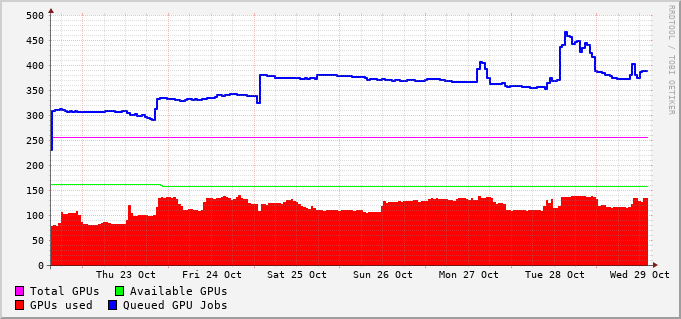 500
450
400
350
300
250
200
150
100
50
0
Thu 23 Oct Fri 24 Oct Sat 25 Oct Sun 26 Oct Mon 27 Oct Tue 28 Oct Wed 29 Oct
Total GPUs Available GPUs
GPUs used Queued GPU Jobs
RRDTOOL / TOBI OETIKER